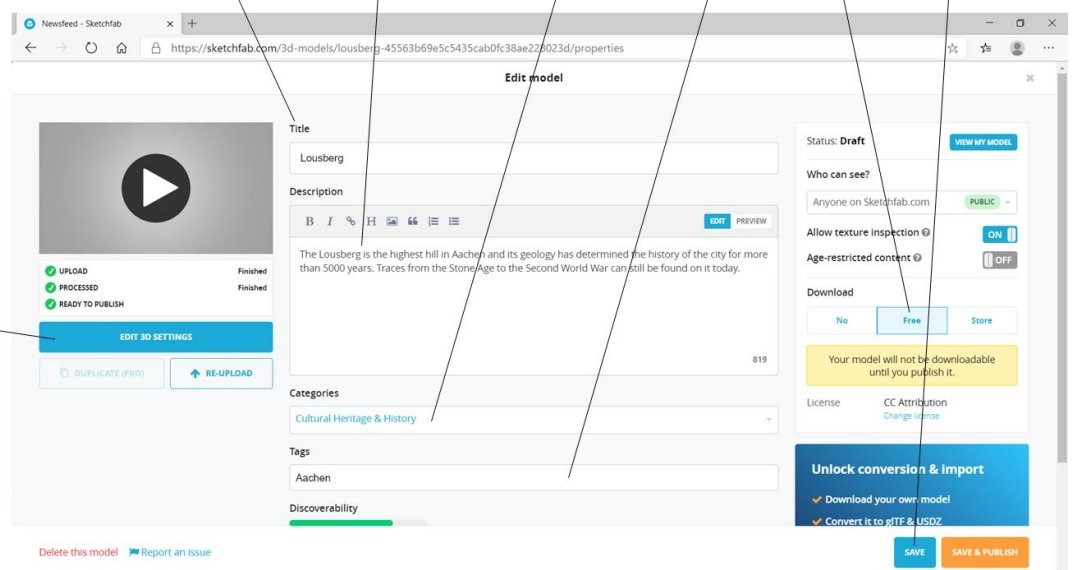 Newsfeed - Sketchfab
https://sketchfab.com/3d-models/lousberg-45563b69e5c5435cab0fc38ae223023d/properties
Edit model
Title
Lousberg
Description
B I H
EDIT PREVIEW
The Lousberg is the highest hill in Aachen and its geology has determined the history of the city for more
than 5000 years. Traces from the Stone Age to the Second World War can still be found on it today.
819
Categories
Cultural Heritage & History
Tags
Aachen
Discoverability
UPLOAD Finished
PROCESSED Finished
READY TO PUBLISH
EDIT 3D SETTINGS
DUPLICATE (PRO)
RE-UPLOAD
Status: Draft
VIEW MY MODEL
Who can see?
Anyone on Sketchfab.com PUBLIC
Allow texture inspection ON
Age-restricted content OFF
Download
No Free Store
Your model will not be downloadable
until you publish it.
License CC Attribution
Change license
Unlock conversion & import
Download your own model
Convert it to glTF & USDZ
Delete this model Report an issue
SAVE SAVE & PUBLISH